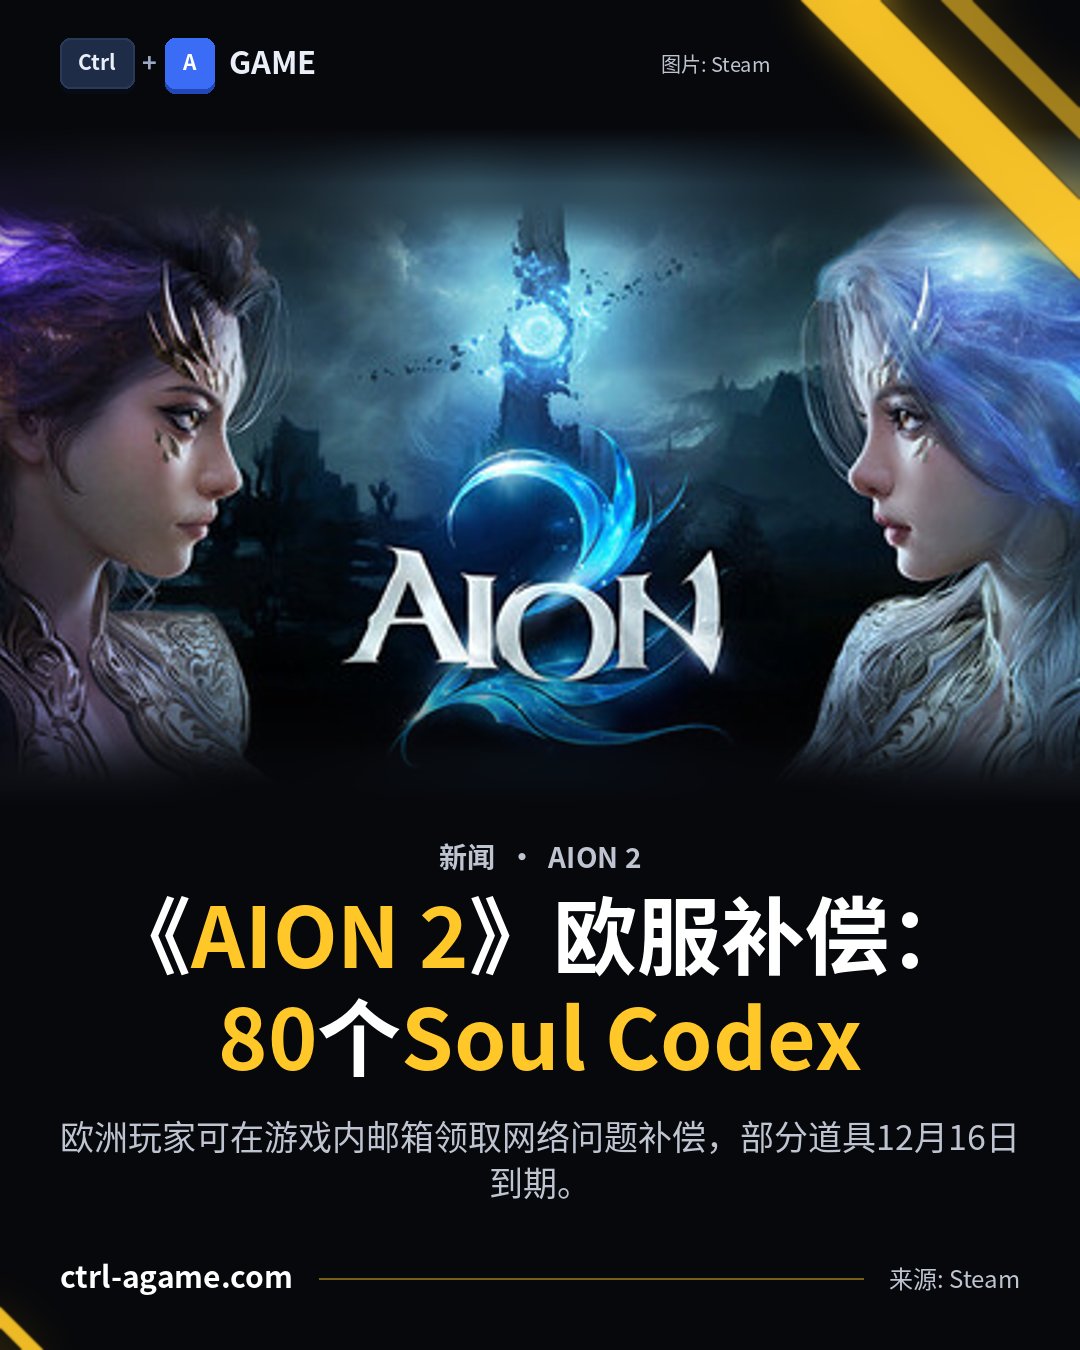 Ctrl + A GAME
图片: Steam
AION 2
新闻 · AION 2
《AION 2》欧服补偿：
80个Soul Codex
欧洲玩家可在游戏内邮箱领取网络问题补偿，部分道具12月16日
到期。
ctrl-agame.com
来源: Steam